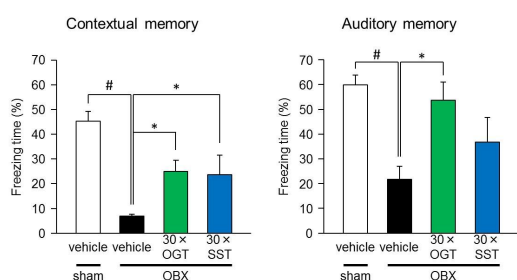 Contextual memory
Freezing time (%)
70
60
50
40
30
20
10
0
#
*
*
vehicle vehicle 30 × OGT 30 × SST
sham OBX
Auditory memory
Freezing time (%)
70
60
50
40
30
20
10
0
#
*
vehicle vehicle 30 × OGT 30 × SST
sham OBX